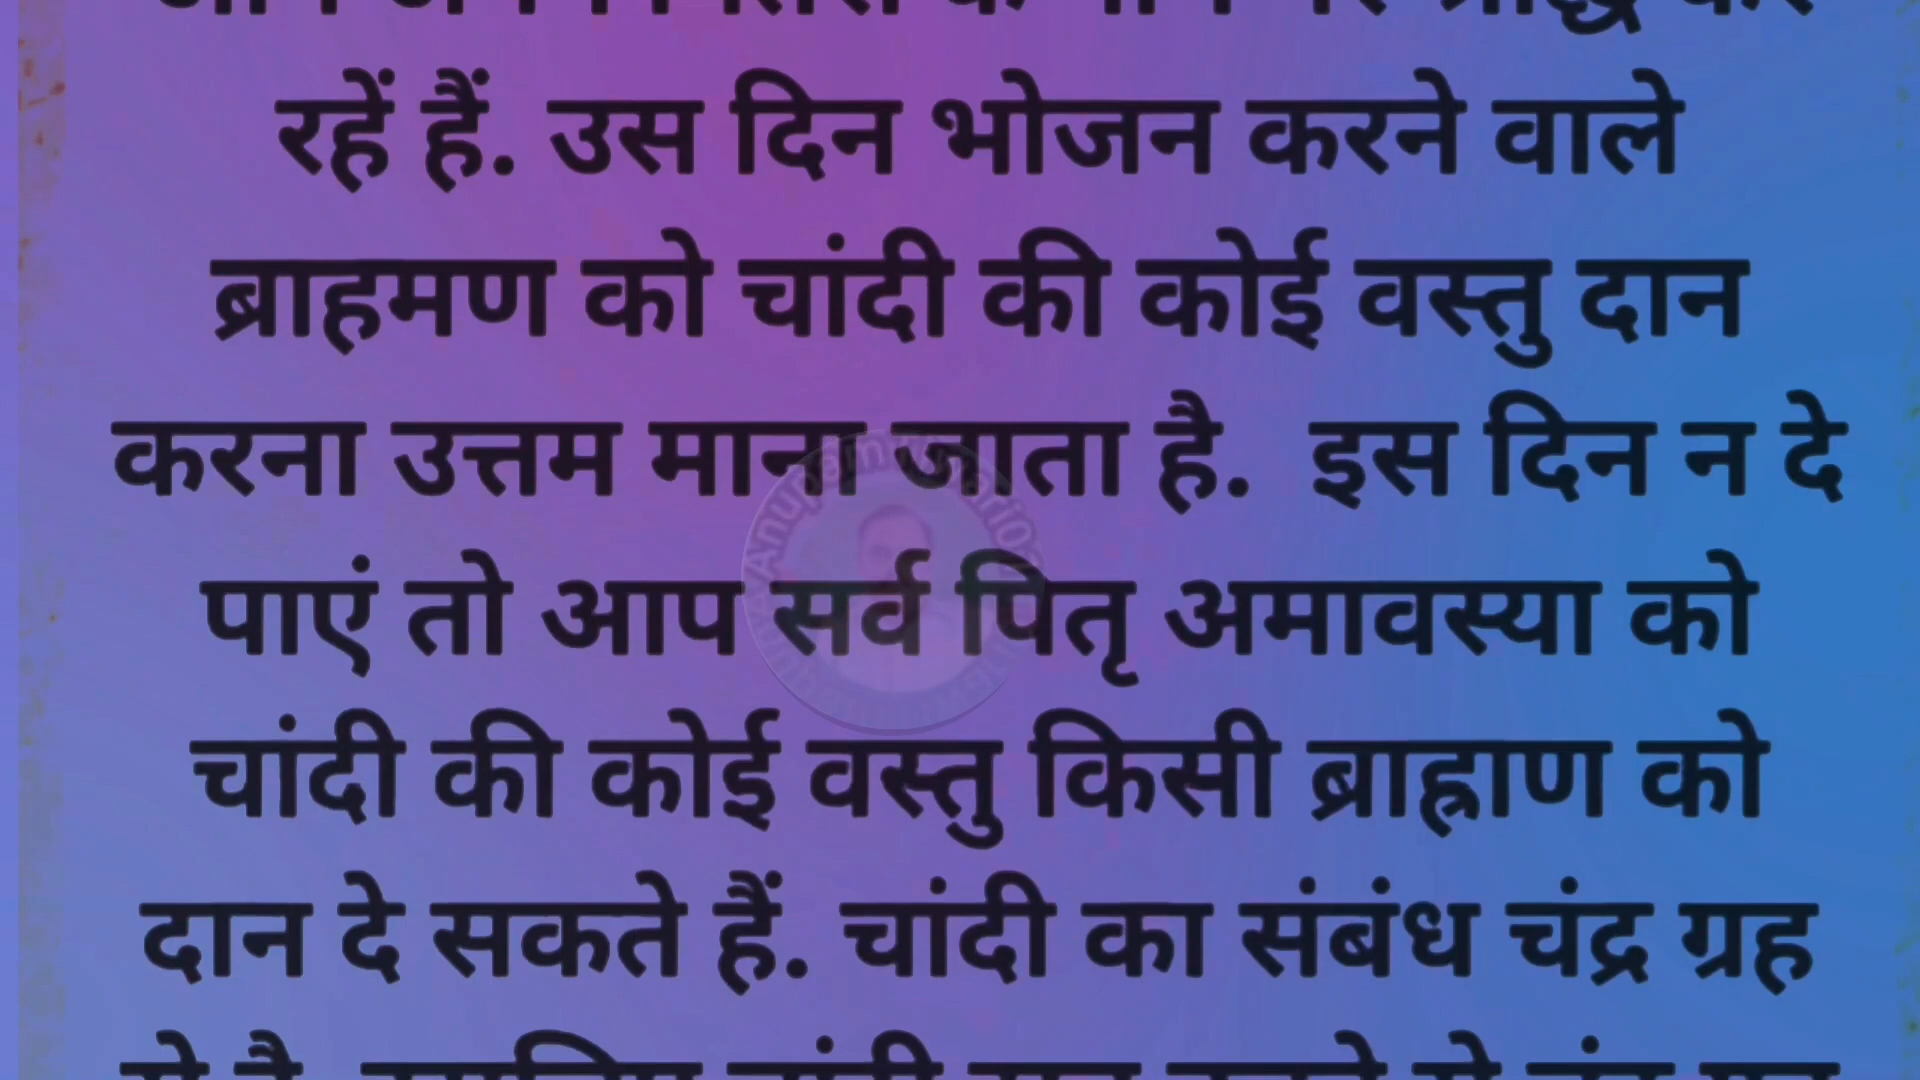 रहें हैं. उस दिन भोजन करने वाले
ब्राहमण को चांदी की कोई वस्तु दान
करना उत्तम माना जाता है. इस दिन न दे
पाएं तो आप सर्व पितृ अमावस्या को
चांदी की कोई वस्तु किसी ब्राह्राण को
दान दे सकते हैं. चांदी का संबंध चंद्र ग्रह